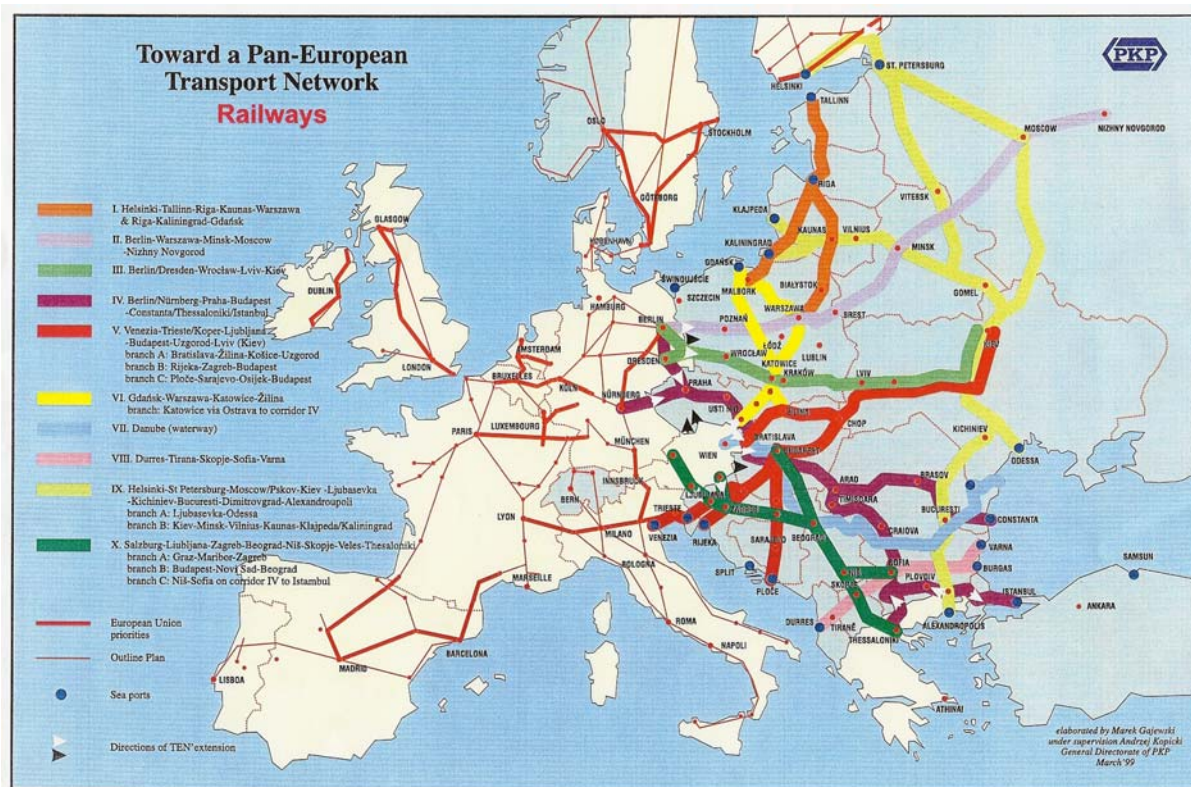 Toward a Pan-European
Transport Network
Railways
PKP
I. Helsinki-Tallinn-Riga-Kaunas-Warszawa
& Riga-Kaliningrad-Gdańsk
II. Berlin-Warszawa-Minsk-Moscow
-Nizhny Novgorod
III. Berlin/Dresden-Wrocław-Lviv-Kiev
IV. Berlin/Nürnberg-Praha-Budapest
-Constanta/Thessaloniki/Istanbul
V. Venezia-Trieste/Koper-Ljubljana
-Budapest-Uzgorod-Lviv (Kiev)
branch A: Bratislava-Žilina-Košice-Uzgorod
branch B: Rijeka-Zagreb-Budapest
branch C: Ploče-Sarajevo-Osijek-Budapest
VI. Gdańsk-Warszawa-Katowice-Žilina
branch: Katowice via Ostrava to corridor IV
VII. Danube (waterway)
VIII. Durres-Tirana-Skopje-Sofia-Varna
IX. Helsinki-St Petersburg-Moscow/Pskov-Kiev -Ljubasevka
-Kichiniev-Bucuresti-Dimitrovgrad-Alexandroupoli
branch A: Ljubasevka-Odessa
branch B: Kiev-Minsk-Vilnius-Kaunas-Klajpeda/Kaliningrad
X. Salzburg-Ljubljana-Zagreb-Beograd-Niš-Skopje-Veles-Thesaloniki
branch A: Graz-Maribor-Zagreb
branch B: Budapest-Novi Sad-Beograd
branch C: Niš-Sofia on corridor IV to Istambul
European Union
priorities
Outline Plan
Sea ports
Directions of TEN'extension
HELSINKI
ST. PETERSBURG
TALLINN
OSLO
STOCKHOLM
MOSCOW
NIZHNY NOVGOROD
RIGA
GÖTEBORG
VITEBSK
GLASGOW
KLAJPEDA
KAUNAS
VILNIUS
KØBENHAVN
KALININGRAD
MINSK
GDAŃSK
DUBLIN
ŚWINOUJŚCIE
MALBORK
BIAŁYSTOK
GOMEL
SZCZECIN
HAMBURG
WARSZAWA
BERLIN
POZNAŃ
BREST
ŁÓDŹ
AMSTERDAM
WROCŁAW
LUBLIN
LONDON
DRESDEN
KATOWICE
BRUXELLES
KÖLN
KRAKÓW
LVIV
PRAHA
NÜRNBERG
LUXEMBOURG
CHOP
PARIS
KICHINIEV
MÜNCHEN
WIEN
BRATISLAVA
ODESSA
INNSBRUCK
ARAD
BRASOV
BERN
LJUBLJANA
TIMISOARA
LYON
TRIESTE
ZAGREB
BUCURESTI
MILANO
VENEZIA
RIJEKA
BEOGRAD
CRAIOVA
CONSTANTA
SARAJEVO
BOLOGNA
VARNA
SAMSUN
MARSEILLE
SPLIT
SOFIA
BURGAS
PLOČE
SKOPJE
PLOVDIV
ISTANBUL
ANKARA
ROMA
DURRES
TIRANË
ALEXANDROPOLIS
BARCELONA
NAPOLI
THESSALONIKI
MADRID
LISBOA
ATHINAI
elaborated by Marek Gajewski
under supervision Andrzej Kopicki
General Directorate of PKP
March'99